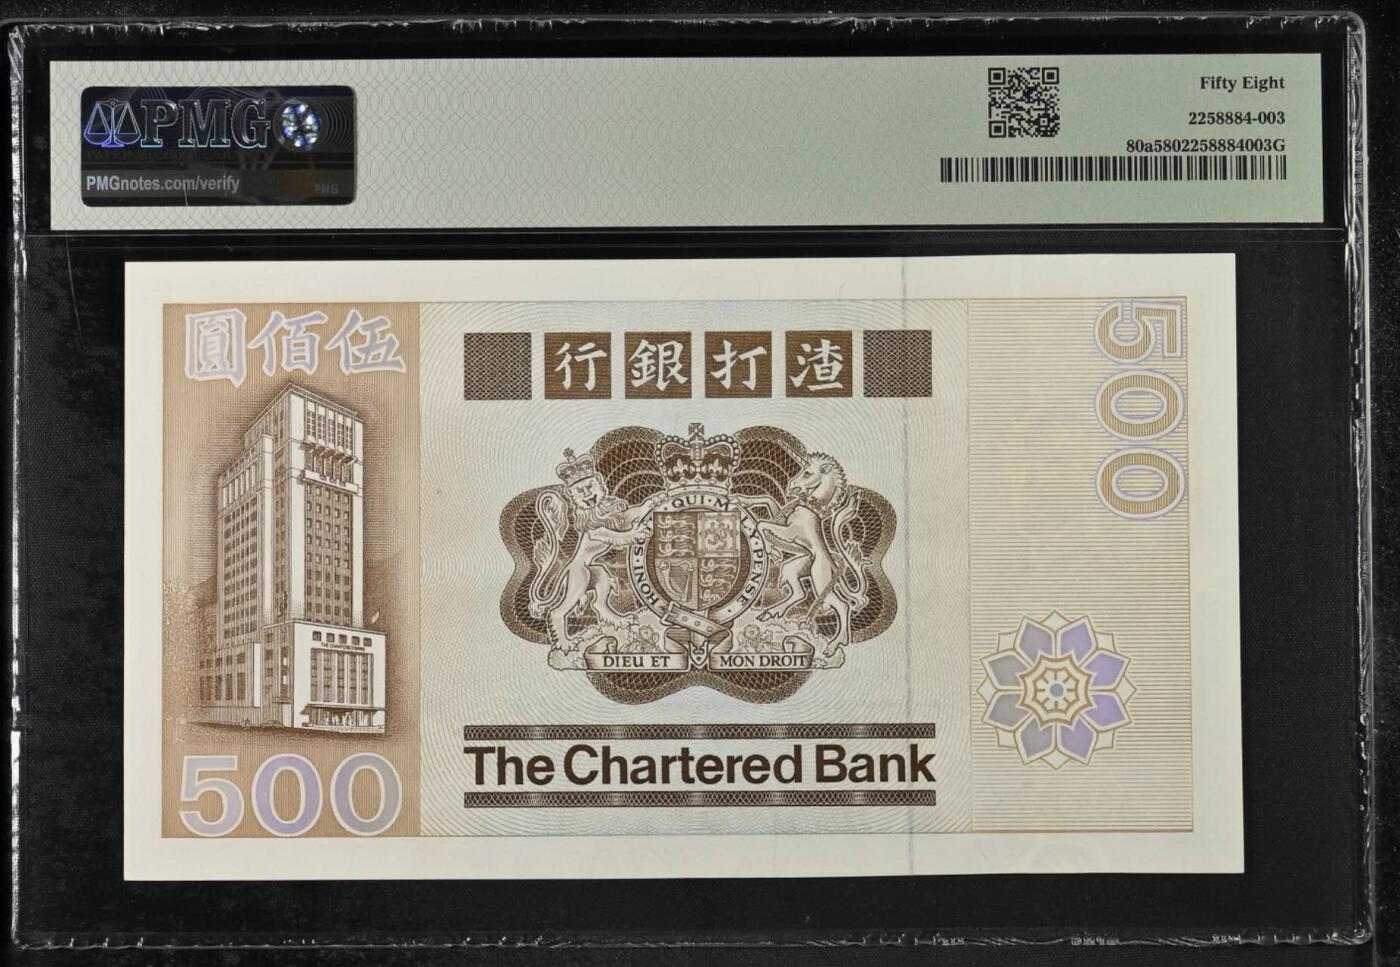 PMG
PMGnotes.com/verify
PMG
Fifty Eight
2258884-003
80a5802258884003G
圓佰伍
行銀打渣
500
THE CHARTERED BANK
HONI·SOIT·QUI·MAL·Y·PENSE·
DIEU ET MON DROIT
The Chartered Bank
500